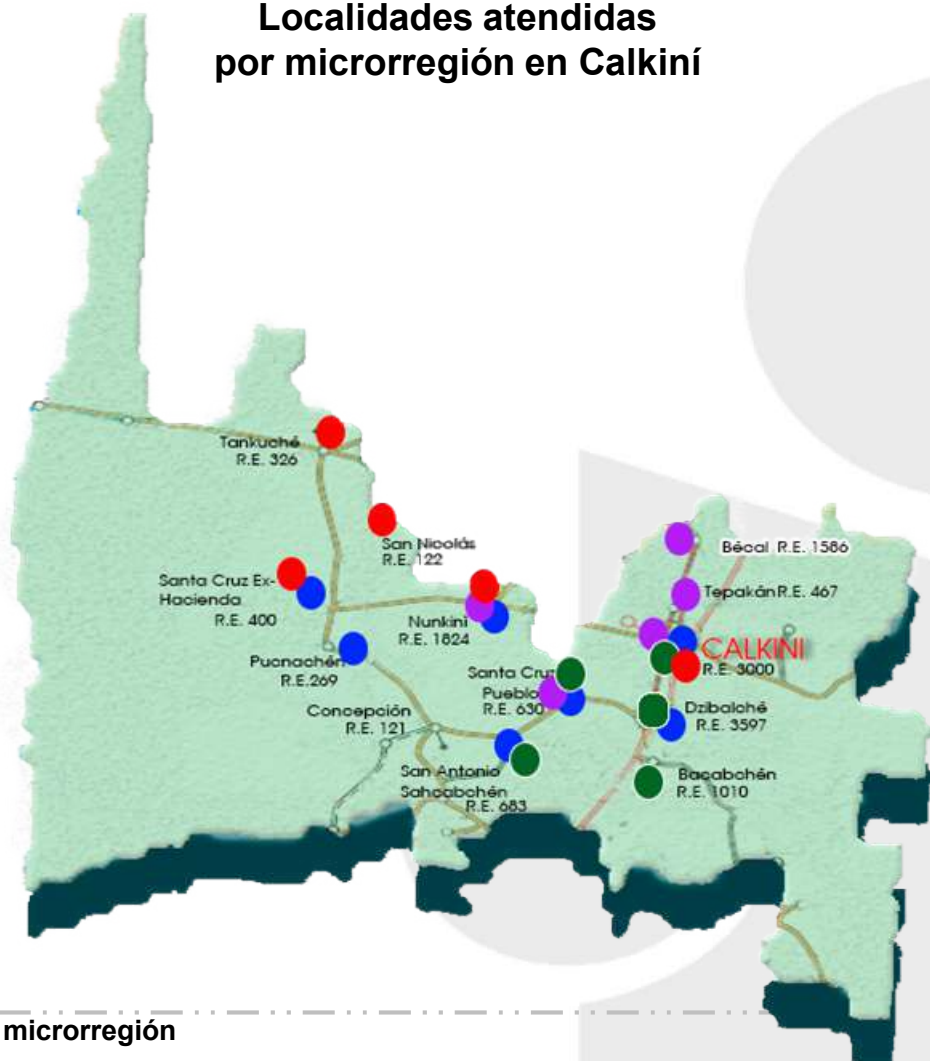 Localidades atendidas
por microrregión en Calkiní
Tankuché
R.E. 326
San Nicolás
R.E. 122
Bécal R.E. 1586
Santa Cruz Ex-
Hacienda
R.E. 400
Tepakán R.E. 467
Nunkiní
R.E. 1824
CALKINI
R.E. 3000
Pucnachén
R.E.269
Santa Cruz
Pueblo
R.E. 630
Concepción
R.E. 121
Dzibalché
R.E. 3597
San Antonio
Sahcabchén
R.E. 683
Bacabchén
R.E. 1010
microrregión